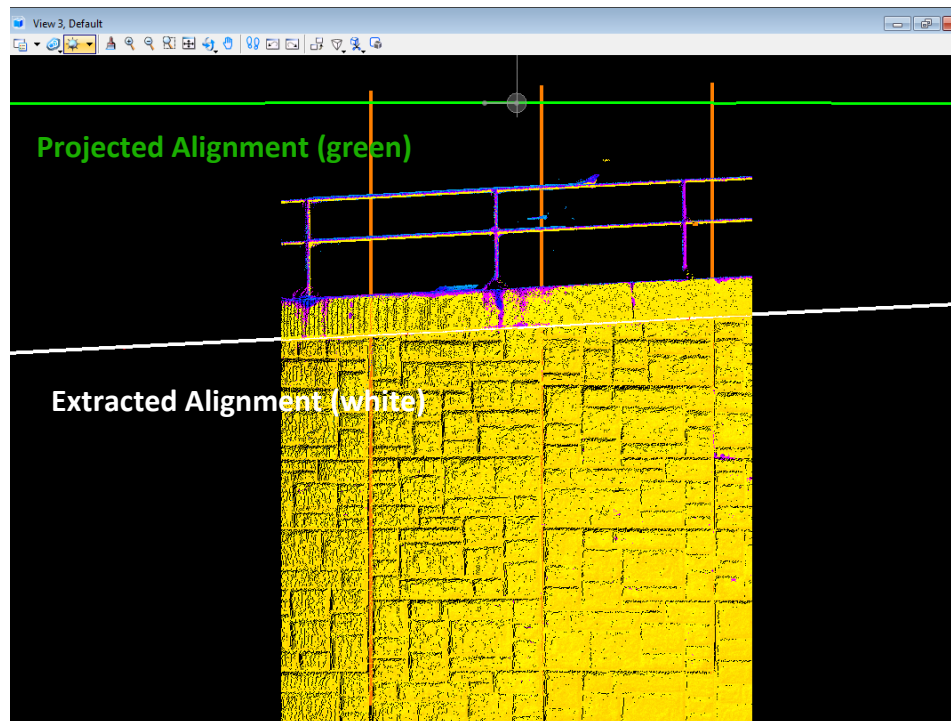 View 3, Default
Projected Alignment (green)
Extracted Alignment (white)